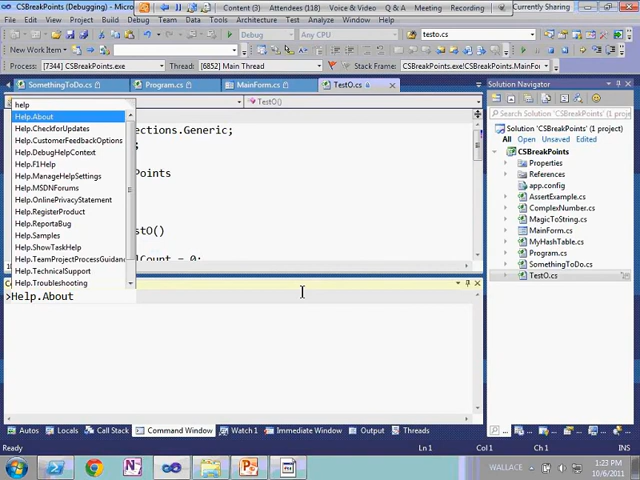 CSBreakPoints (Debugging) - Micros
Content (3) Attendees (118) Voice & Video Q & A Meeting Currently Sharing
File Edit View Project Build Debug Team Data Tools Architecture Test Analyze Window Help
Debug Any CPU testo.cs
New Work Item
Process: [7344] CSBreakPoints.exe Thread: [6852] Main Thread Stack Frame: CSBreakPoints.exe!CSBreakPoints.MainFor
SomethingToDo.cs Program.cs MainForm.cs TestO.cs Solution Navigator
help TestO()
Search Solution 'CSBreakPoints'
Help.About
Help.CheckforUpdates
Help.CustomerFeedbackOptions
Help.DebugHelpContext
Help.F1Help
Help.ManageHelpSettings
Help.MSDNForums
Help.OnlinePrivacyStatement
Help.RegisterProduct
Help.ReportaBug
Help.Samples
Help.ShowTaskHelp
Help.TeamProjectProcessGuidanc
Help.TechnicalSupport
Help.Troubleshooting
ections.Generic;
;
Points
stO()
lCount = 0;
Solution 'CSBreakPoints' (1 project)
All Open Unsaved Edited
CSBreakPoints
Properties
References
app.config
AssertExample.cs
ComplexNumber.cs
MagicToString.cs
MainForm.cs
MyHashTable.cs
Program.cs
SomethingToDo.cs
TestO.cs
>Help.About
Autos Locals Call Stack Command Window Watch 1 Immediate Window Output Threads
Ready Ln 1 Col 1 Ch 1 INS
WALLACE 1:23 PM
10/6/2011